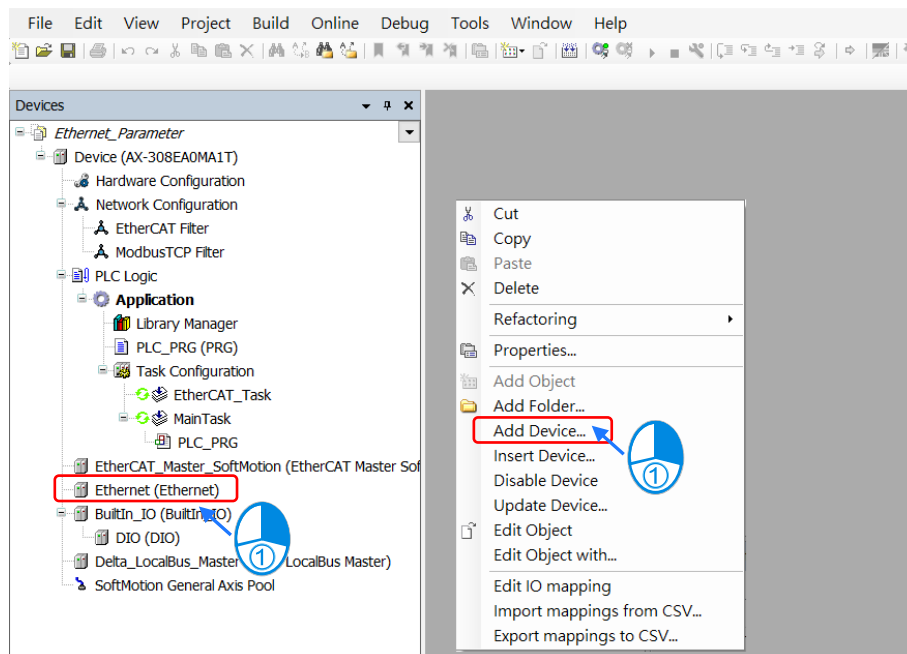 File Edit View Project Build Online Debug Tools Window Help
Devices
Ethernet_Parameter
Device (AX-308EA0MA1T)
Hardware Configuration
Network Configuration
EtherCAT Filter
ModbusTCP Filter
PLC Logic
Application
Library Manager
PLC_PRG (PRG)
Task Configuration
EtherCAT_Task
MainTask
PLC_PRG
EtherCAT_Master_SoftMotion (EtherCAT Master Sof
Ethernet (Ethernet)
BuiltIn_IO (BuiltIn_IO)
DIO (DIO)
1
Delta_LocalBus_Master LocalBus Master)
SoftMotion General Axis Pool
Cut
Copy
Paste
Delete
Refactoring
Properties...
Add Object
Add Folder...
Add Device...
Insert Device...
1
Disable Device
Update Device...
Edit Object
Edit Object with...
Edit IO mapping
Import mappings from CSV...
Export mappings to CSV...